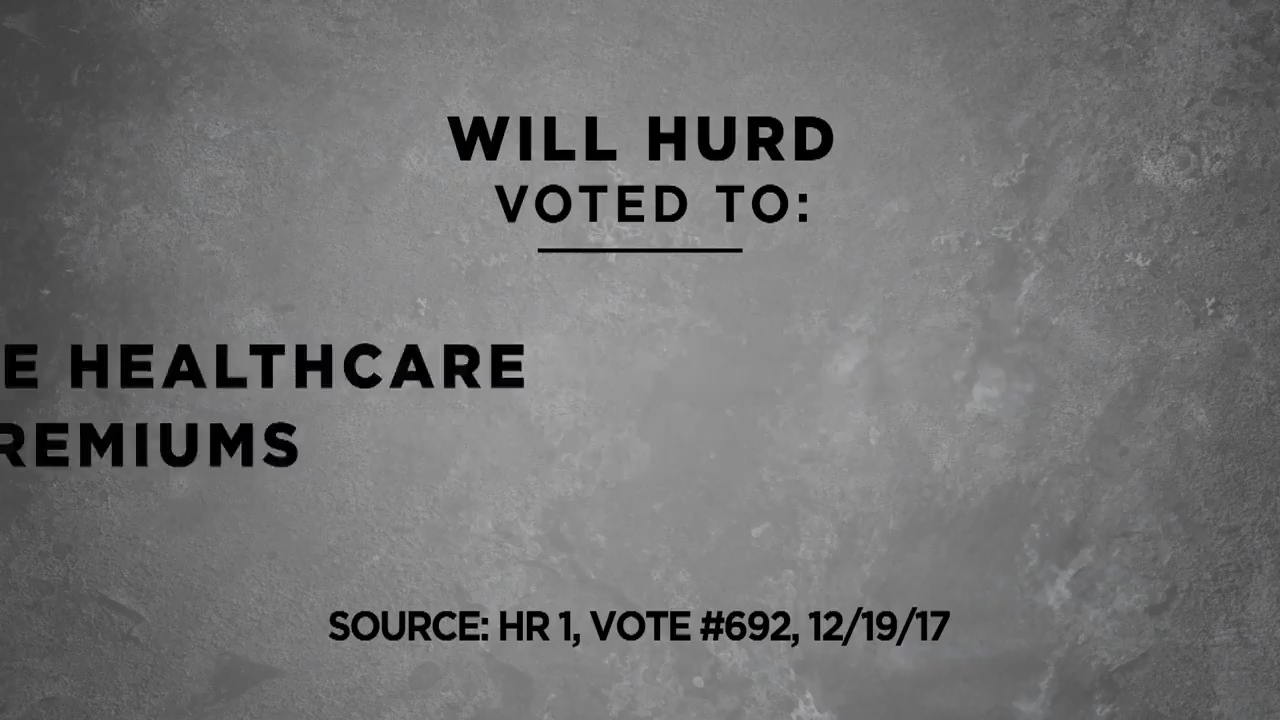 WILL HURD
VOTED TO:
E HEALTHCARE
REMIUMS
SOURCE: HR 1, VOTE #692, 12/19/17